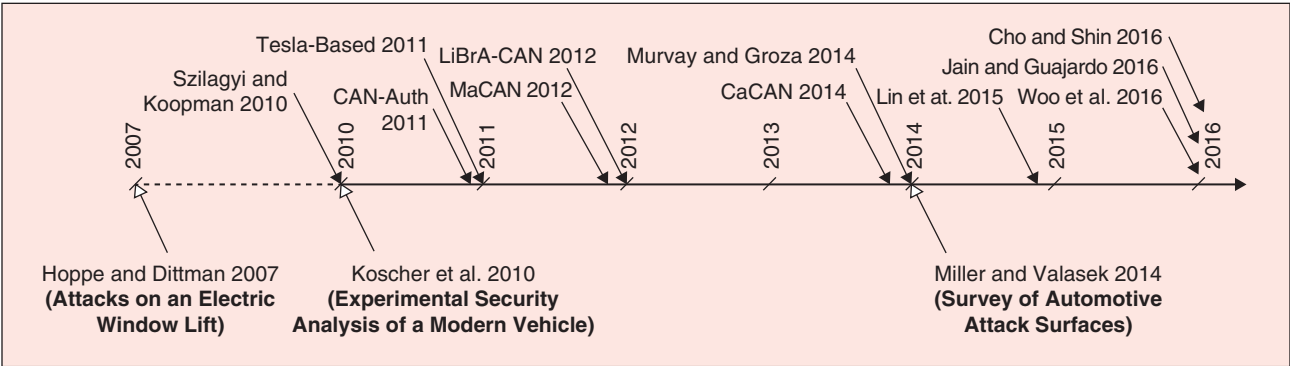 Cho and Shin 2016
Tesla-Based 2011
LiBrA-CAN 2012
Murvay and Groza 2014
Jain and Guajardo 2016
Szilagyi and
Koopman 2010
CAN-Auth
2011
MaCAN 2012
CaCAN 2014
Lin et at. 2015
Woo et al. 2016
2007
2010
2011
2012
2013
2014
2015
2016
Hoppe and Dittman 2007
(Attacks on an Electric
Window Lift)
Koscher et al. 2010
(Experimental Security
Analysis of a Modern Vehicle)
Miller and Valasek 2014
(Survey of Automotive
Attack Surfaces)